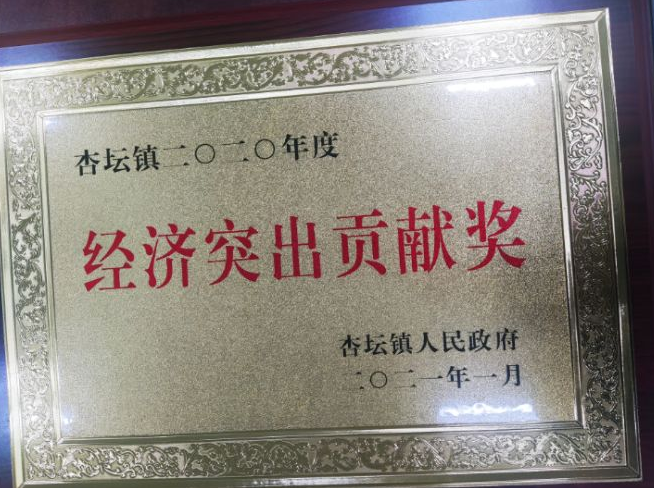 杏坛镇二〇二〇年度
经济突出贡献奖
杏坛镇人民政府
二〇二一年一月